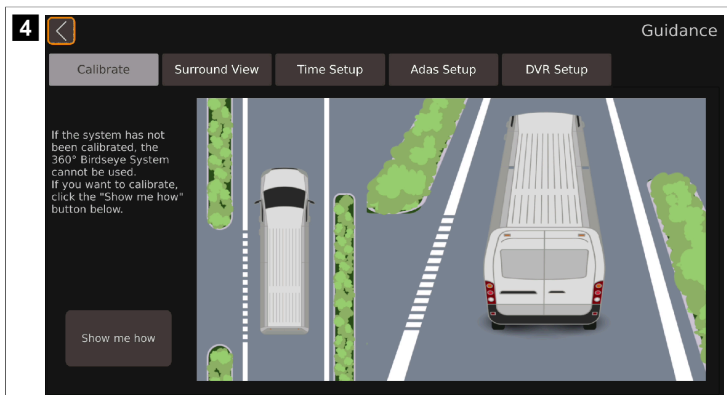 4
Guidance
Calibrate Surround View Time Setup Adas Setup DVR Setup
If the system has not
been calibrated, the
360° Birdseye System
cannot be used.
If you want to calibrate,
click the "Show me how"
button below.
Show me how